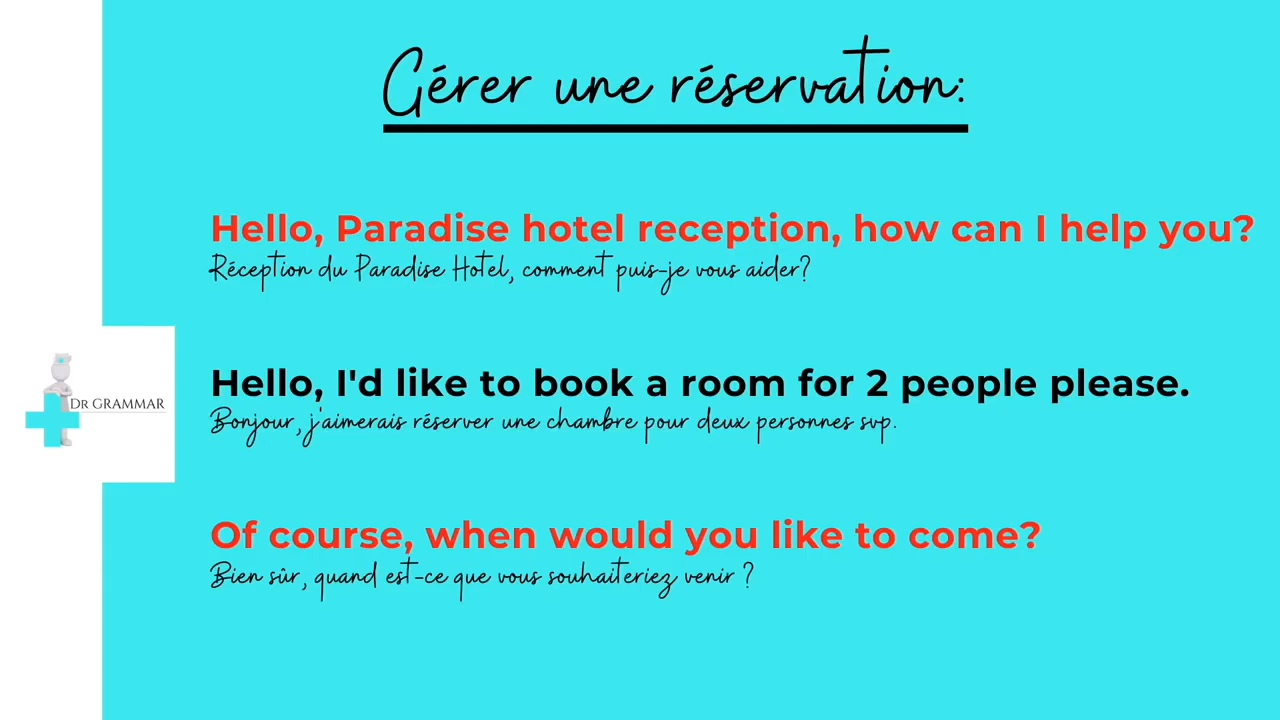 Gérer une réservation:
Hello, Paradise hotel reception, how can I help you?
Réception du Paradise Hotel, comment puis-je vous aider?
Hello, I'd like to book a room for 2 people please.
Bonjour, j'aimerais réserver une chambre pour deux personnes svp.
DR GRAMMAR
Of course, when would you like to come?
Bien sûr, quand est-ce que vous souhaiteriez venir ?